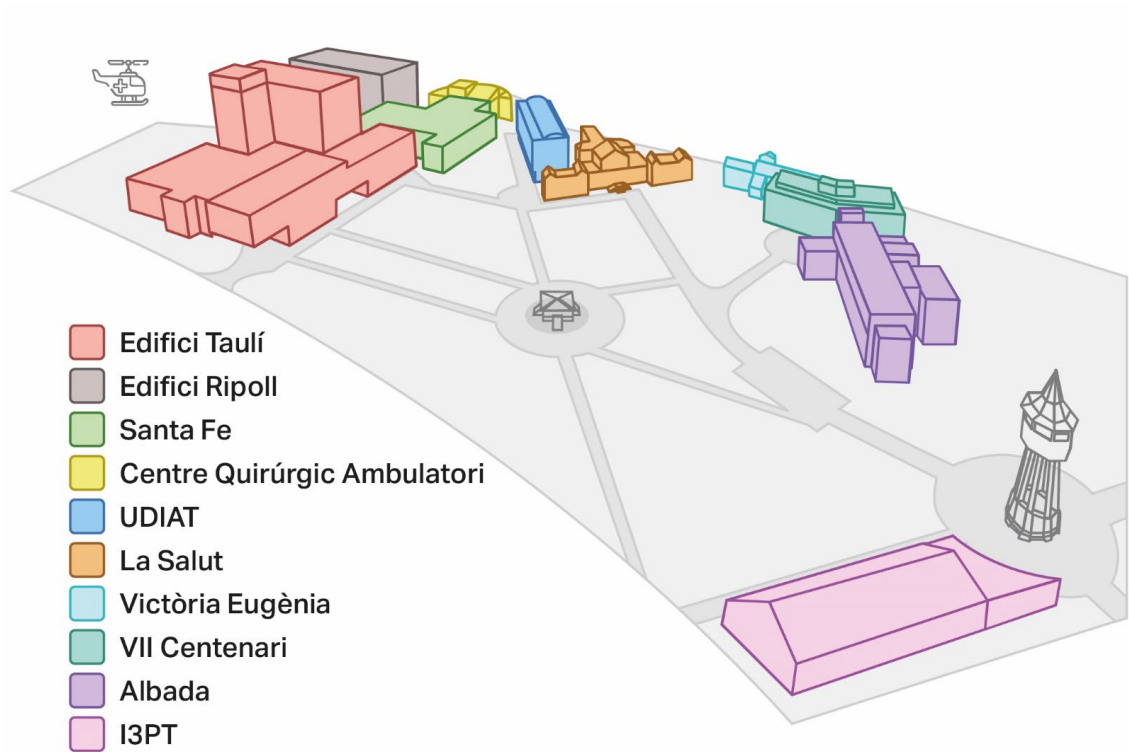 Edifici Taulí
Edifici Ripoll
Santa Fe
Centre Quirúrgic Ambulatori
UDIAT
La Salut
Victòria Eugènia
VII Centenari
Albada
I3PT